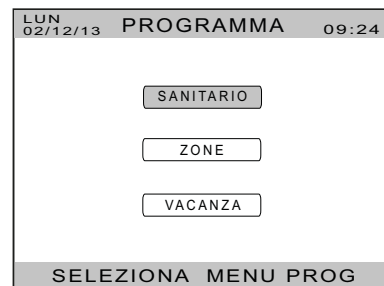 LUN
02/12/13 PROGRAMMA 09:24
SANITARIO
ZONE
VACANZA
SELEZIONA MENU PROG